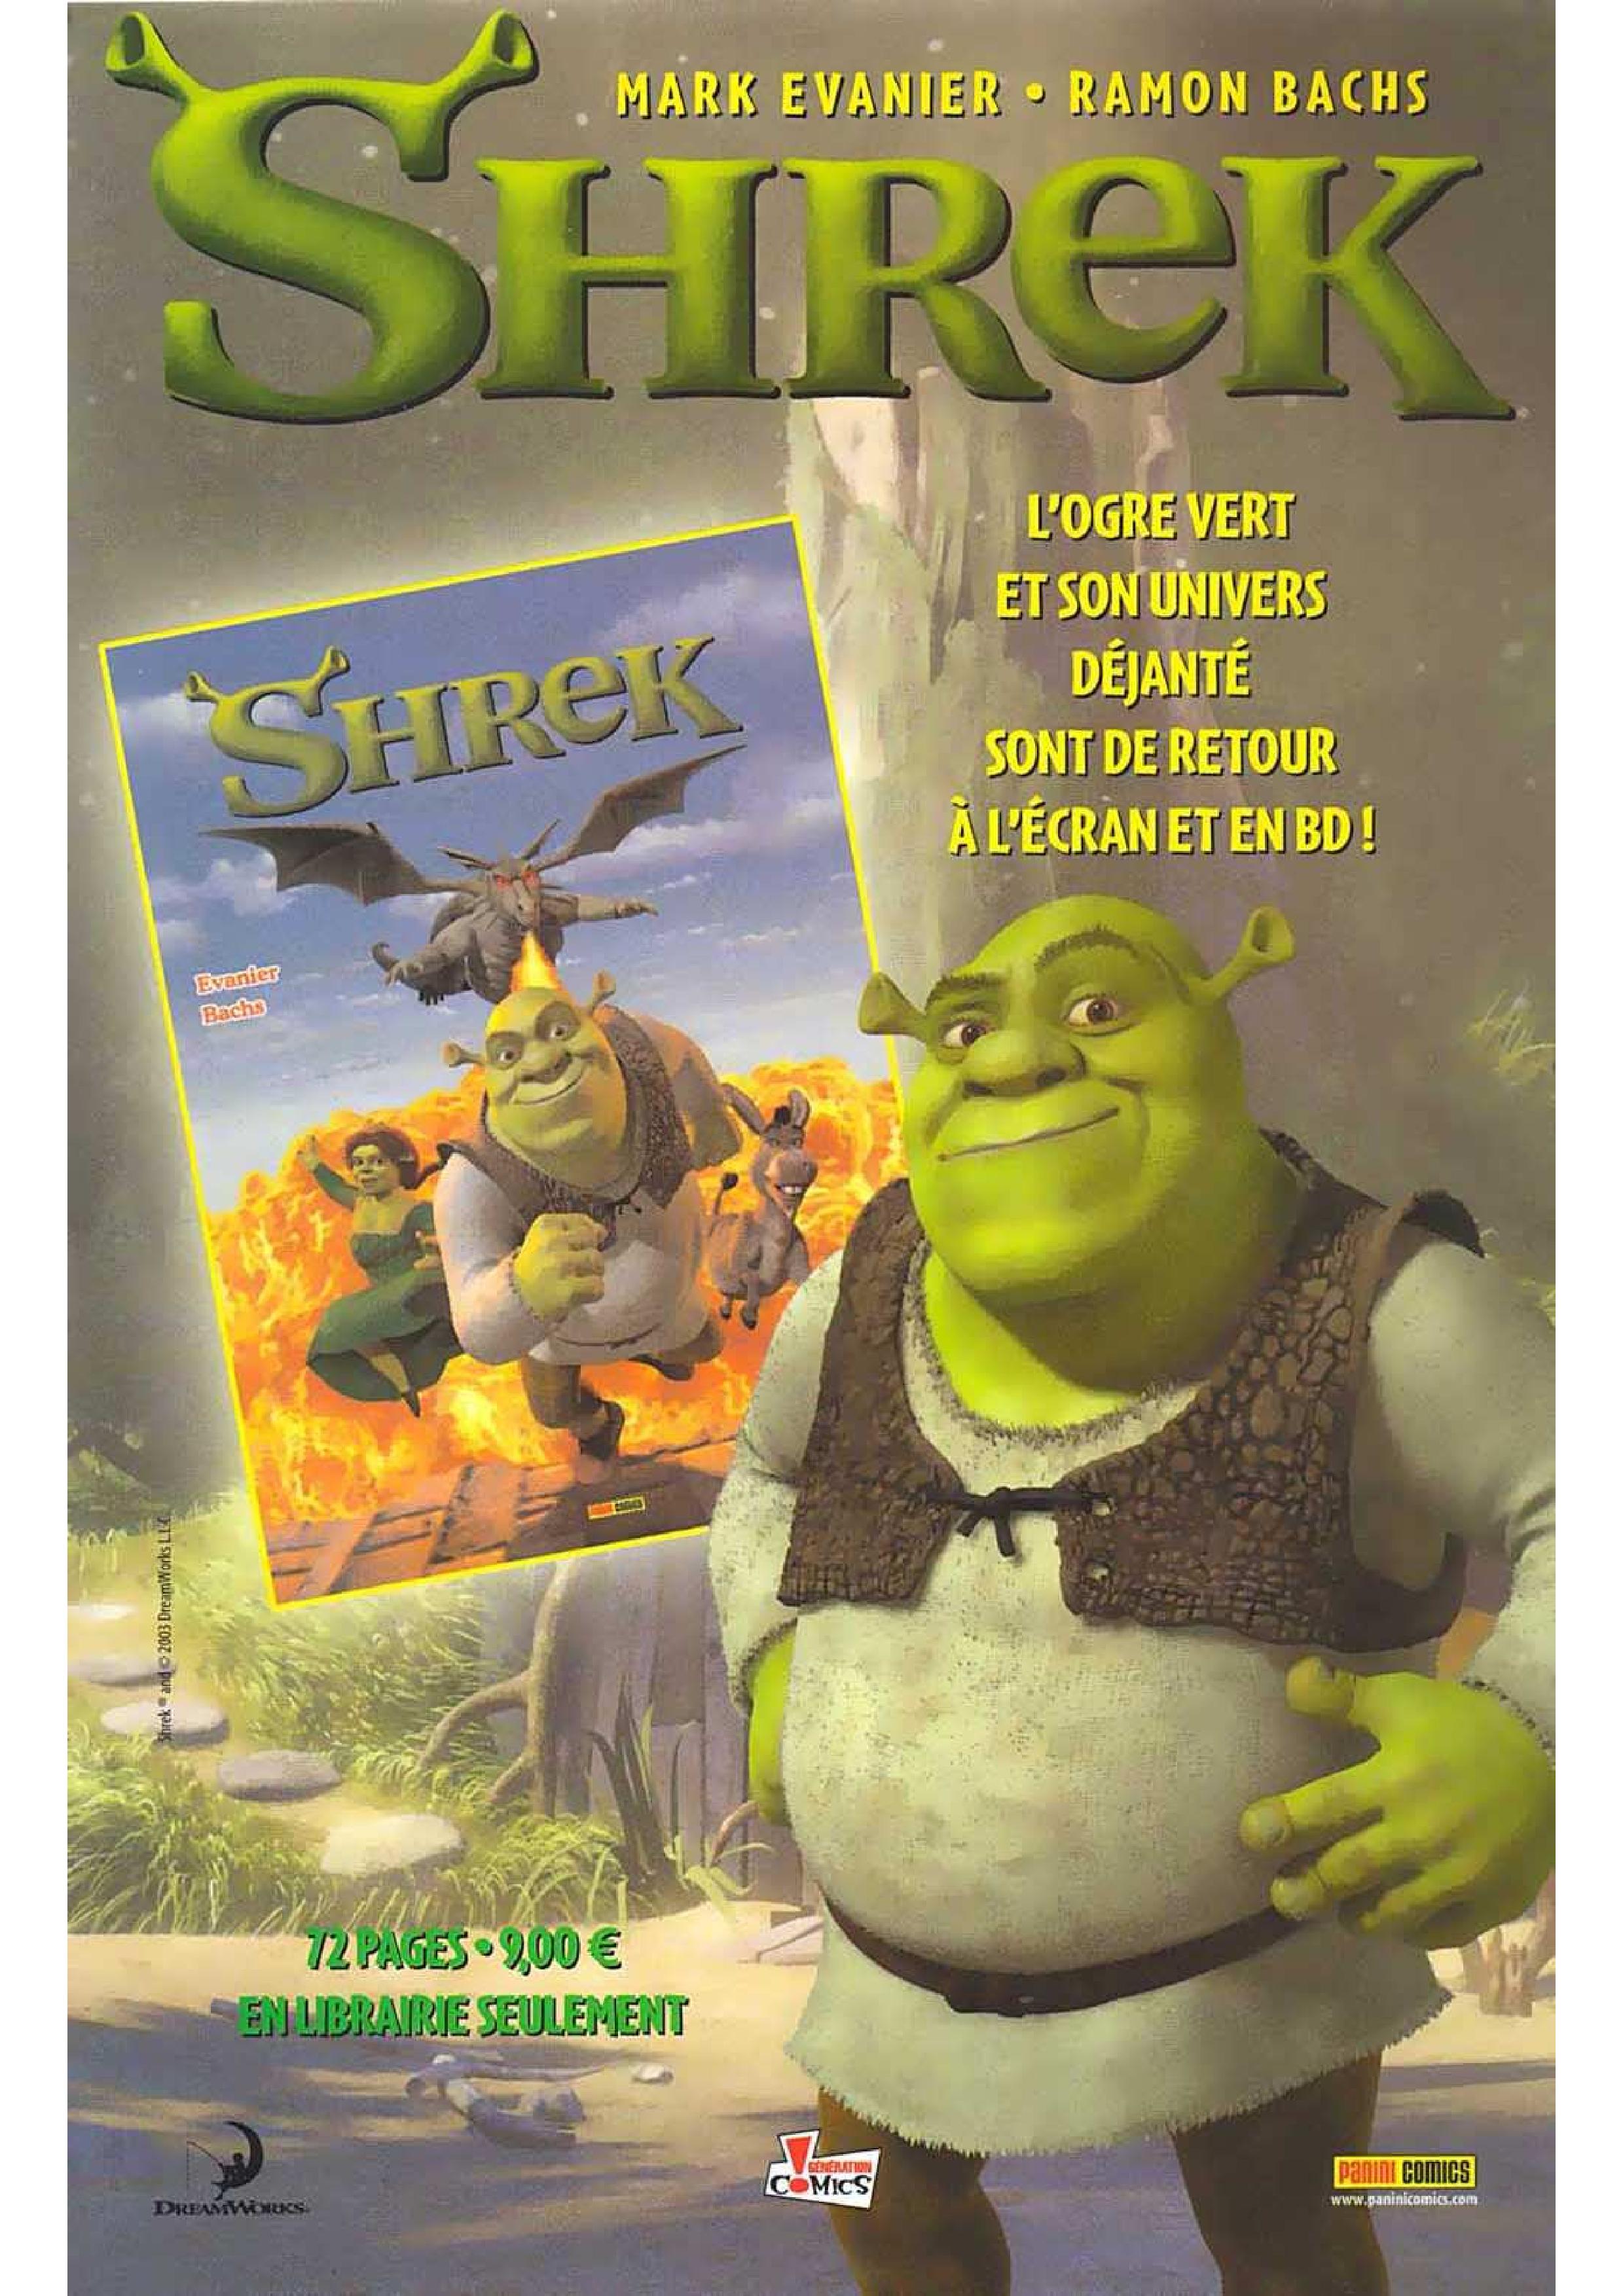 MARK EVANIER • RAMON BACHS
SHREK
L'OGRE VERT
ET SON UNIVERS
DÉJANTÉ
SONT DE RETOUR
À L'ÉCRAN ET EN BD !
SHREK
Evanier
Bachs
PANINI COMICS
Shrek ® and © 2003 DreamWorks L.L.C.
72 PAGES • 9,00 €
EN LIBRAIRIE SEULEMENT
DREAMWORKS
GÉNÉRATION
COMICS
PANINI COMICS
www.paninicomics.com